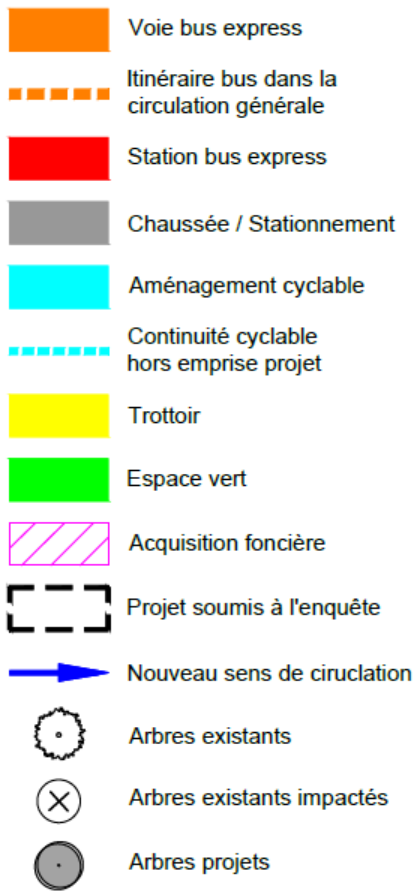 Voie bus express
Itinéraire bus dans la
circulation générale
Station bus express
Chaussée / Stationnement
Aménagement cyclable
Continuité cyclable
hors emprise projet
Trottoir
Espace vert
Acquisition foncière
Projet soumis à l'enquête
Nouveau sens de ciruclation
Arbres existants
Arbres existants impactés
Arbres projets